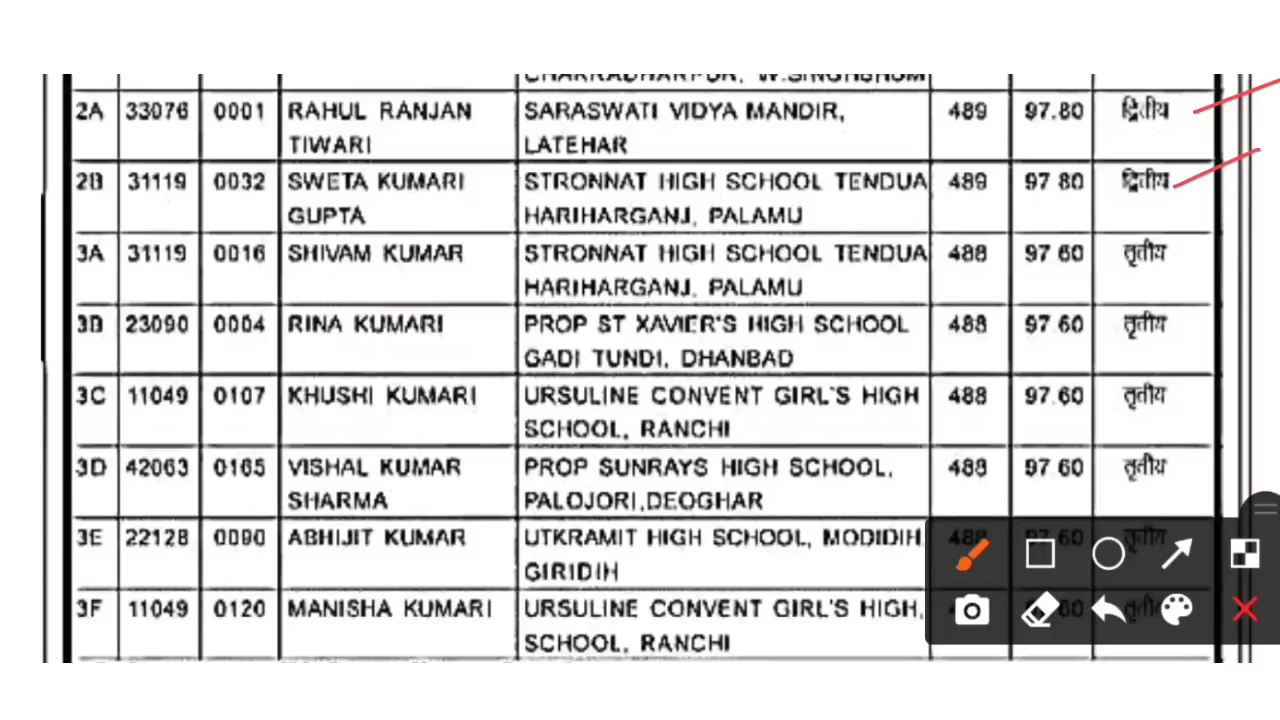 2A 33076 0001 RAHUL RANJAN SARASWATI VIDYA MANDIR, 489 97.80 द्वितीय
TIWARI LATEHAR
2B 31119 0032 SWETA KUMARI STRONNAT HIGH SCHOOL TENDUA 489 97 80 द्वितीय
GUPTA HARIHARGANJ, PALAMU
3A 31119 0016 SHIVAM KUMAR STRONNAT HIGH SCHOOL TENDUA 488 97 60 तृतीय
HARIHARGANJ, PALAMU
3B 23090 0004 RINA KUMARI PROP ST XAVIER'S HIGH SCHOOL 488 97.60 तृतीय
GADI TUNDI, DHANBAD
3C 11049 0107 KHUSHI KUMARI URSULINE CONVENT GIRL'S HIGH 488 97.60 तृतीय
SCHOOL, RANCHI
3D 42063 0165 VISHAL KUMAR PROP SUNRAYS HIGH SCHOOL, 488 97 60 तृतीय
SHARMA PALOJORI,DEOGHAR
3E 22128 0090 ABHIJIT KUMAR UTKRAMIT HIGH SCHOOL, MODIDIH
GIRIDIH
3F 11049 0120 MANISHA KUMARI URSULINE CONVENT GIRL'S HIGH,
SCHOOL, RANCHI